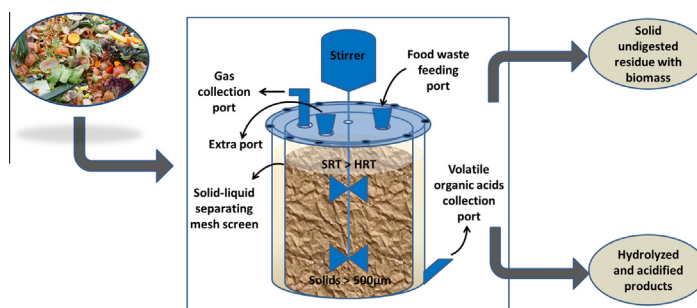 Stirrer
Food waste
feeding
port
Gas
collection
port
Extra port
Solid-liquid
separating
mesh screen
SRT > HRT
Solids > 500µm
Volatile
organic acids
collection
port
Solid
undigested
residue with
biomass
Hydrolyzed
and acidified
products